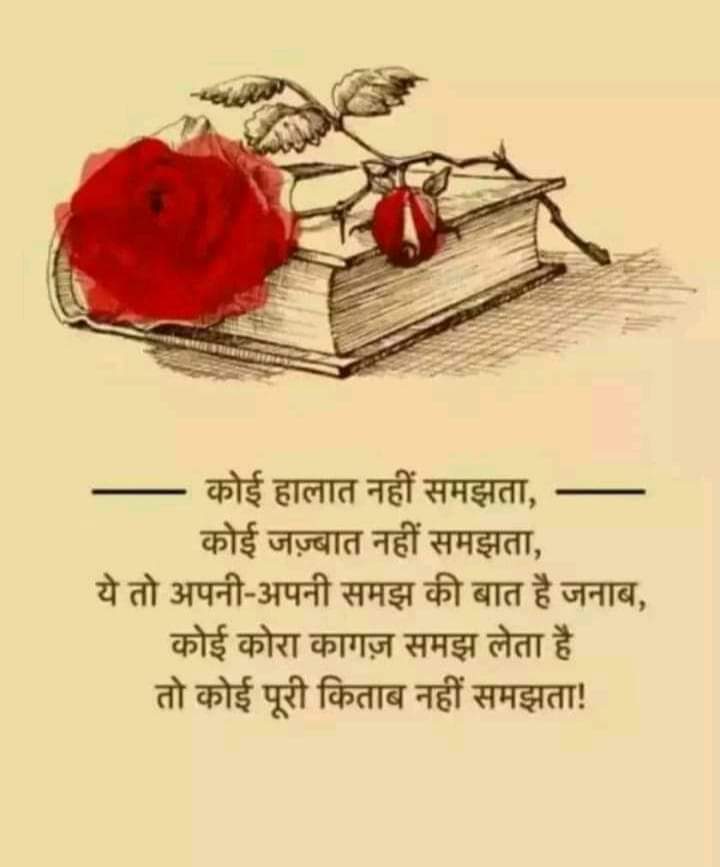 कोई हालात नहीं समझता,
कोई जज़्बात नहीं समझता,
ये तो अपनी-अपनी समझ की बात है जनाब,
कोई कोरा कागज़ समझ लेता है
तो कोई पूरी किताब नहीं समझता!